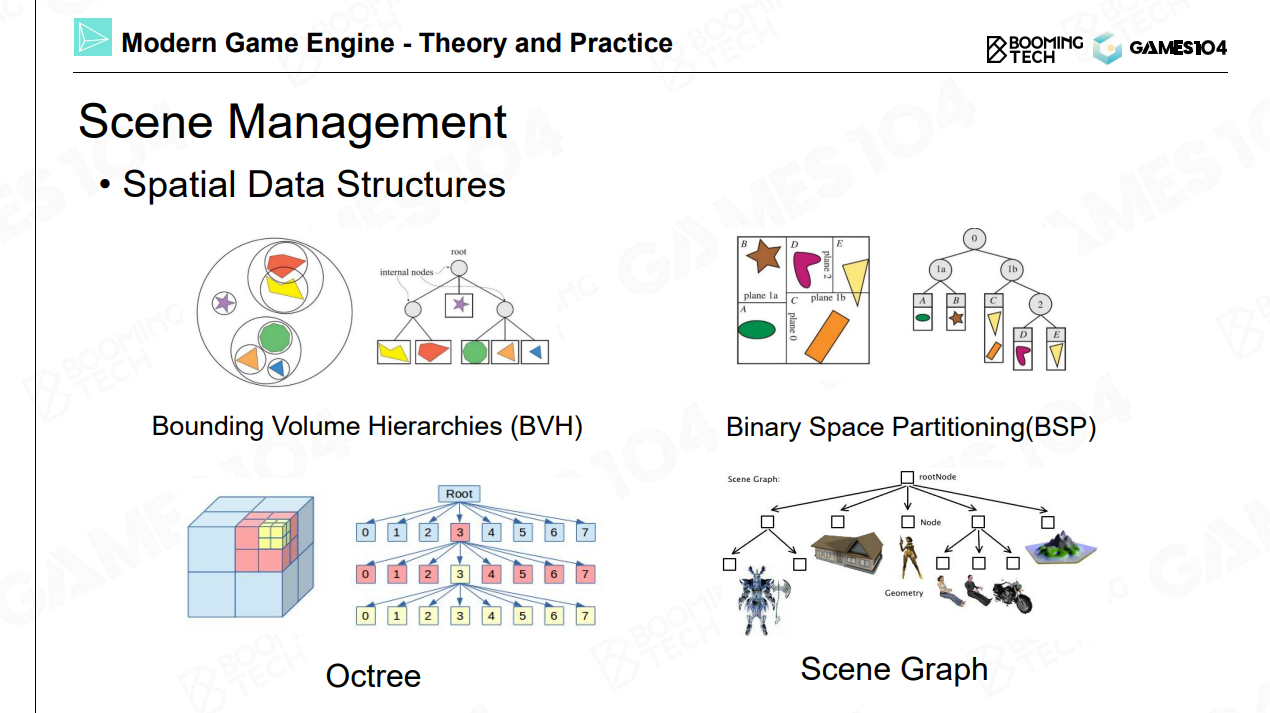 Modern Game Engine - Theory and Practice
BOOMING
TECH
GAMES104
Scene Management
• Spatial Data Structures
root
internal nodes
Bounding Volume Hierarchies (BVH)
B
D
E
plane 2
plane 1a
C
plane 1b
A
plane 0
0
1a
1b
A
B
C
2
D
E
Binary Space Partitioning(BSP)
Root
0 1 2 3 4 5 6 7
0 1 2 3 4 5 6 7
0 1 2 3 4 5 6 7
Octree
Scene Graph:
rootNode
Node
Geometry
Scene Graph